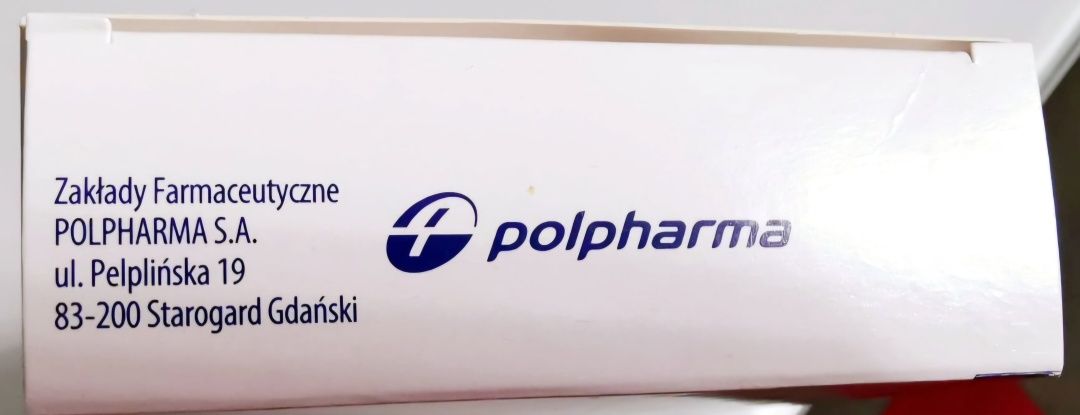 Zakłady Farmaceutyczne
POLPHARMA S.A.
ul. Pelplińska 19
83-200 Starogard Gdański
polpharma